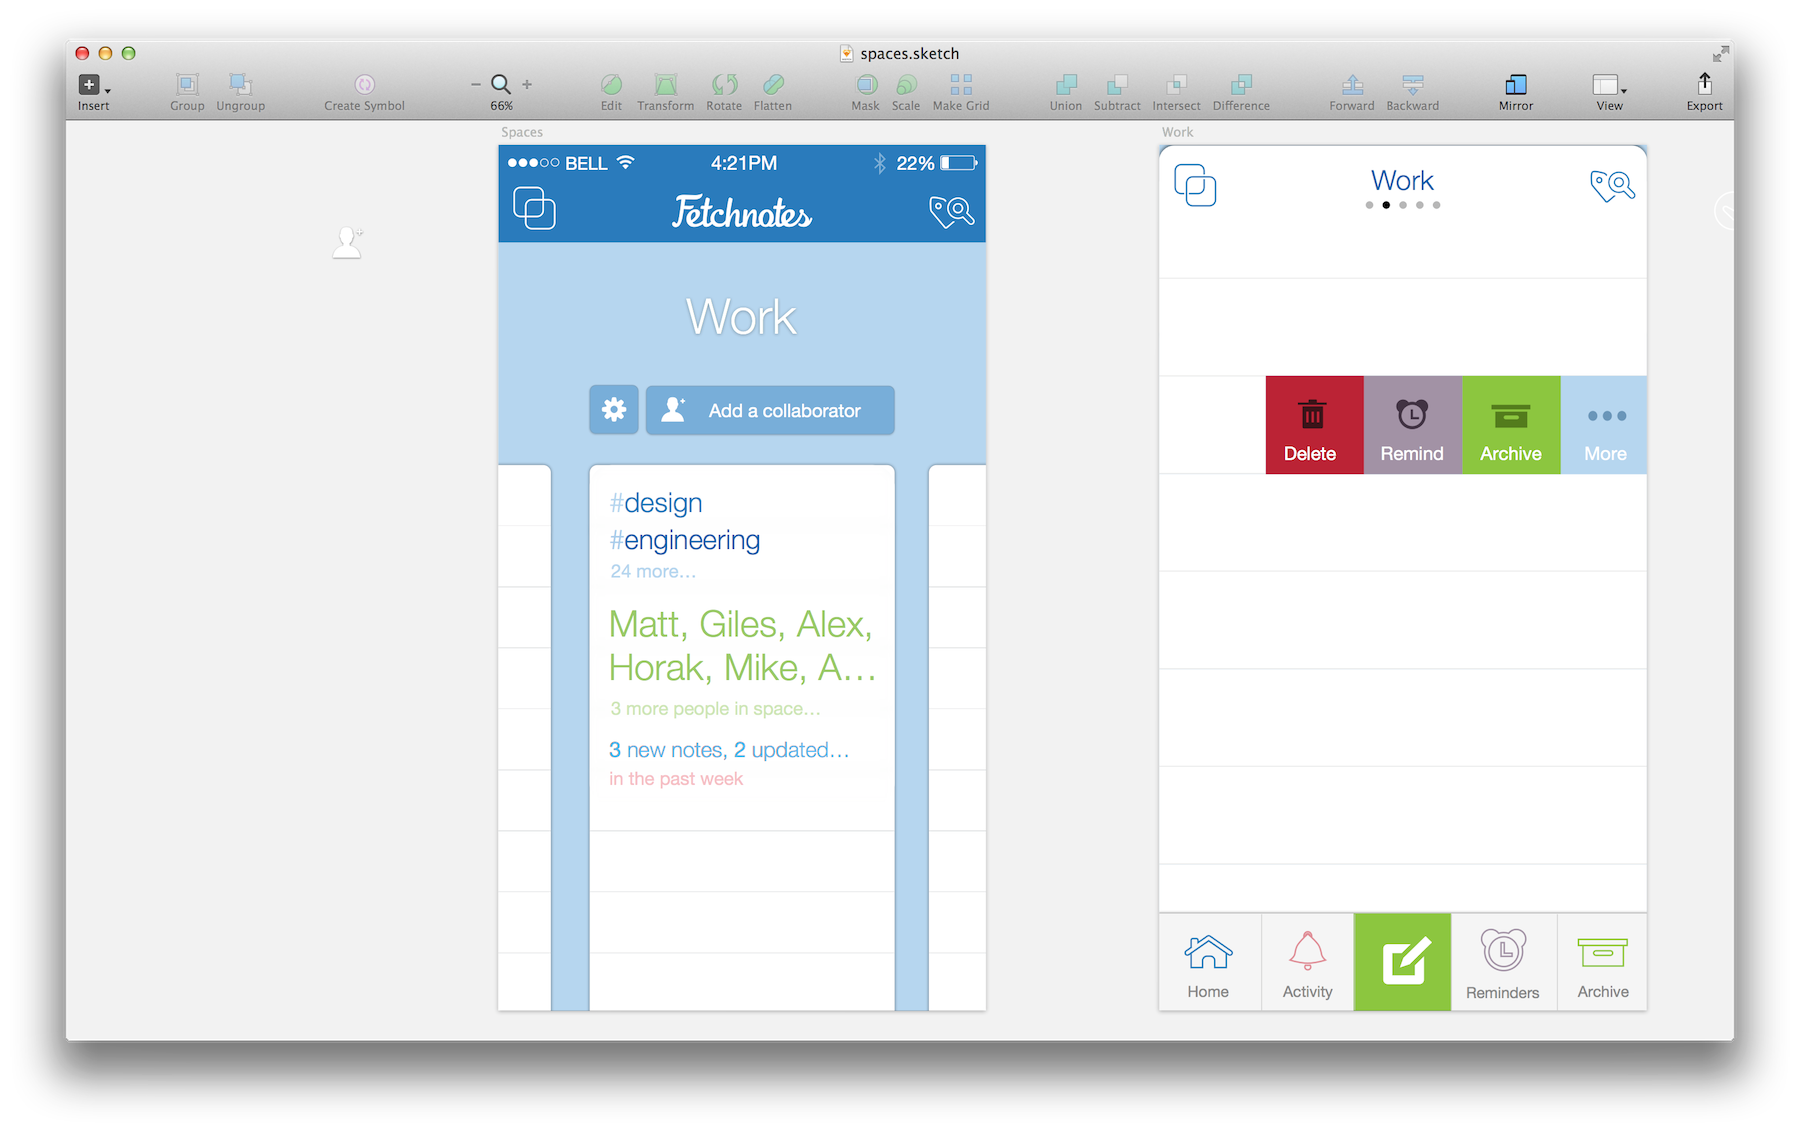 spaces.sketch
Insert Group Ungroup Create Symbol 66% Edit Transform Rotate Flatten Mask Scale Make Grid Union Subtract Intersect Difference Forward Backward Mirror View Export
Spaces
BELL 4:21PM 22%
Fetchnotes
Work
Add a collaborator
#design
#engineering
24 more...
Matt, Giles, Alex,
Horak, Mike, A...
3 more people in space...
3 new notes, 2 updated...
in the past week
Work
Work
Delete Remind Archive More
Home Activity Reminders Archive